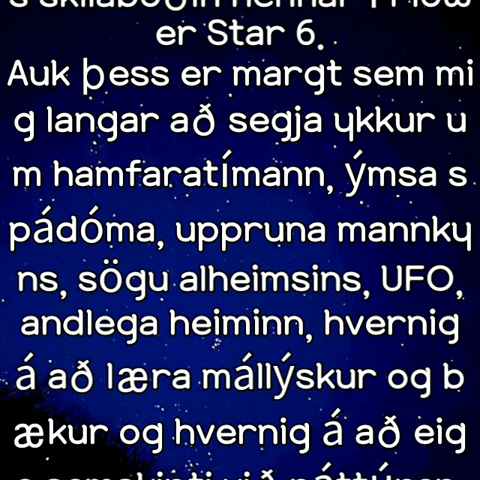 er Star 6.
Auk þess er margt sem mi
g langar að segja ykkur u
m hamfaratímann, ýmsa s
pádóma, uppruna mannky
ns, sögu alheimsins, UFO,
andlega heiminn, hvernig
á að læra mállýskur og b
ækur og hvernig á að eig